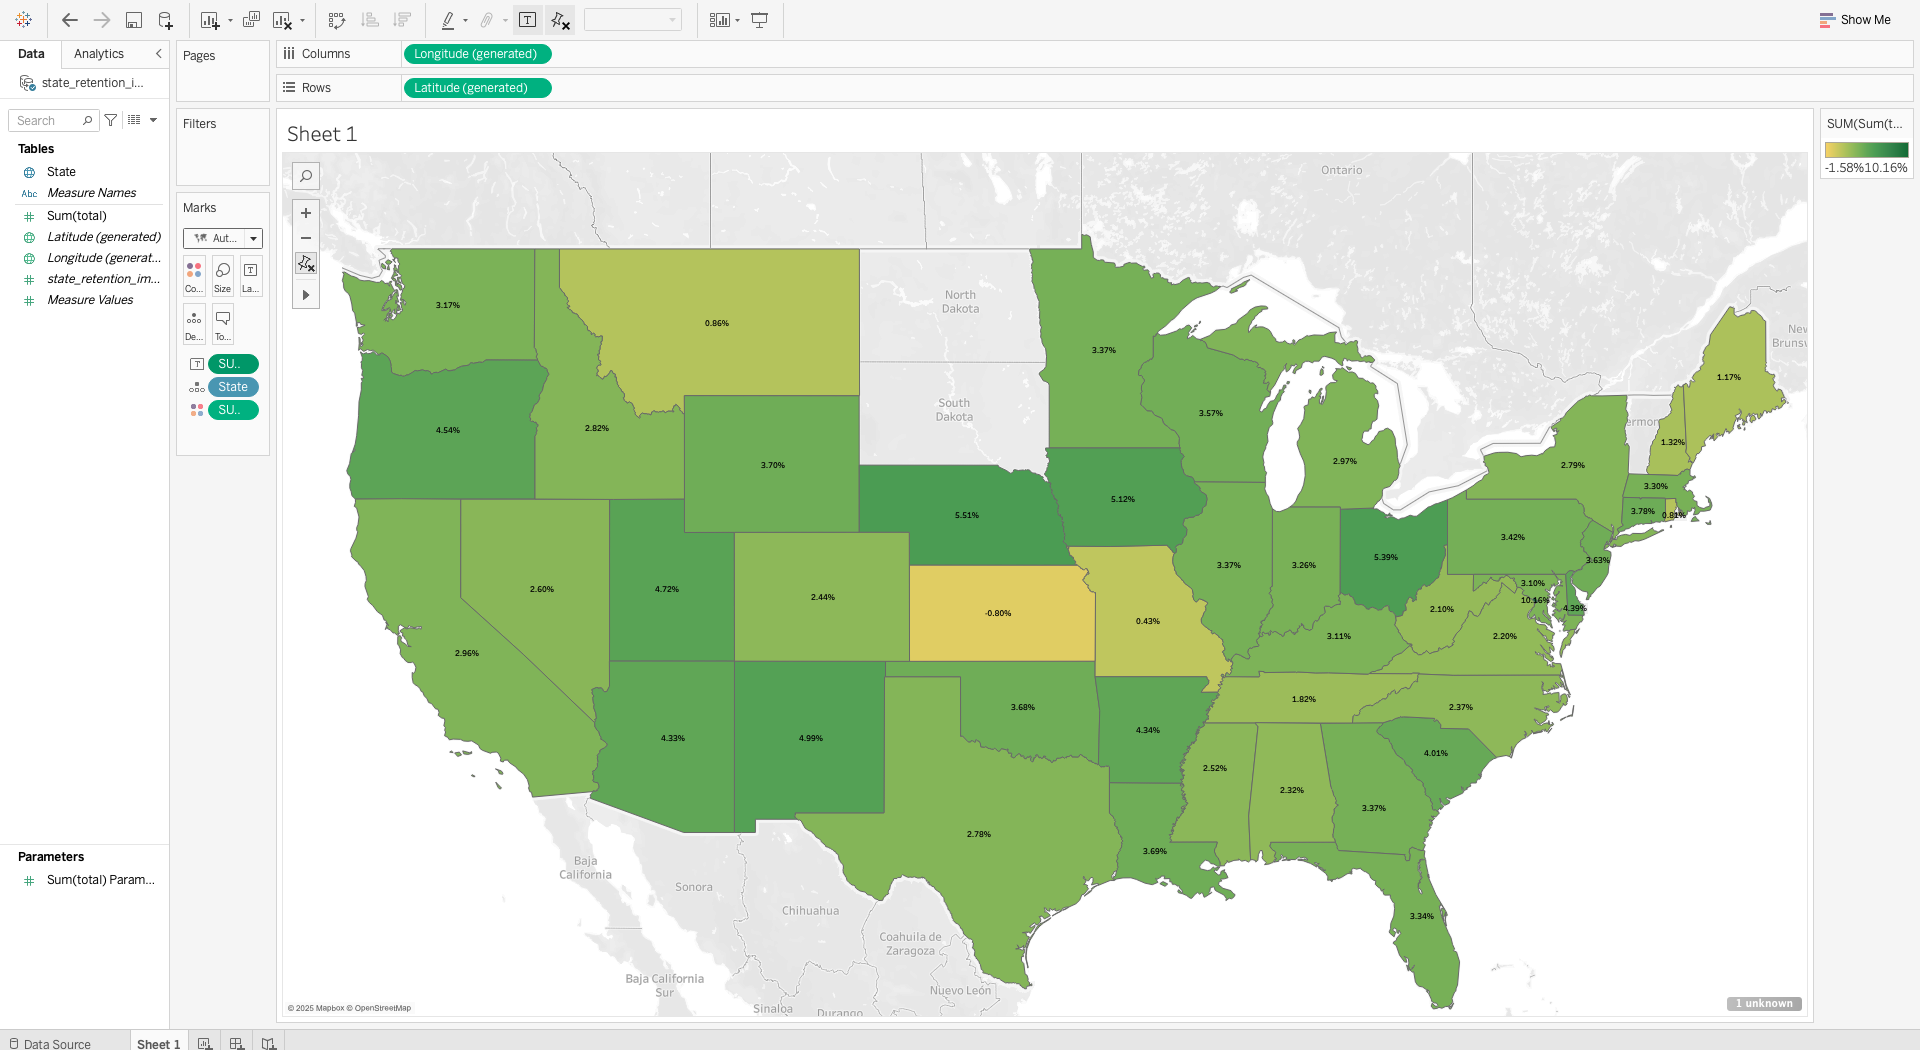 Show Me
Data
Analytics
state_retention_i...
Search
Tables
State
Abc
Measure Names
Sum(total)
Latitude (generated)
Longitude (generat...
state_retention_im...
Measure Values
Parameters
Sum(total) Param...
Pages
Filters
Marks
Aut...
Co...
Size
La...
De...
To...
SU..
State
SU..
Columns
Longitude (generated)
Rows
Latitude (generated)
Sheet 1
Ontario
New
Brunsw
North
Dakota
South
Dakota
ermon
3.17%
0.86%
3.37%
1.17%
3.57%
4.54%
2.82%
1.32%
3.70%
2.97%
2.79%
3.30%
5.12%
5.51%
3.78%
0.81%
3.42%
5.39%
3.63%
3.37%
3.26%
3.10%
2.60%
4.72%
2.44%
10.16%
4.39%
-0.80%
2.10%
0.43%
3.11%
2.20%
2.96%
1.82%
3.68%
2.37%
4.33%
4.99%
4.34%
4.01%
2.52%
2.32%
3.37%
2.78%
3.69%
3.34%
Baja
California
Sonora
Chihuahua
Coahuila de
Zaragoza
Baja California
Sur
Nuevo León
Sinaloa
Durango
© 2025 Mapbox © OpenStreetMap
1 unknown
SUM(Sum(t...
-1.58%
10.16%
Data Source
Sheet 1